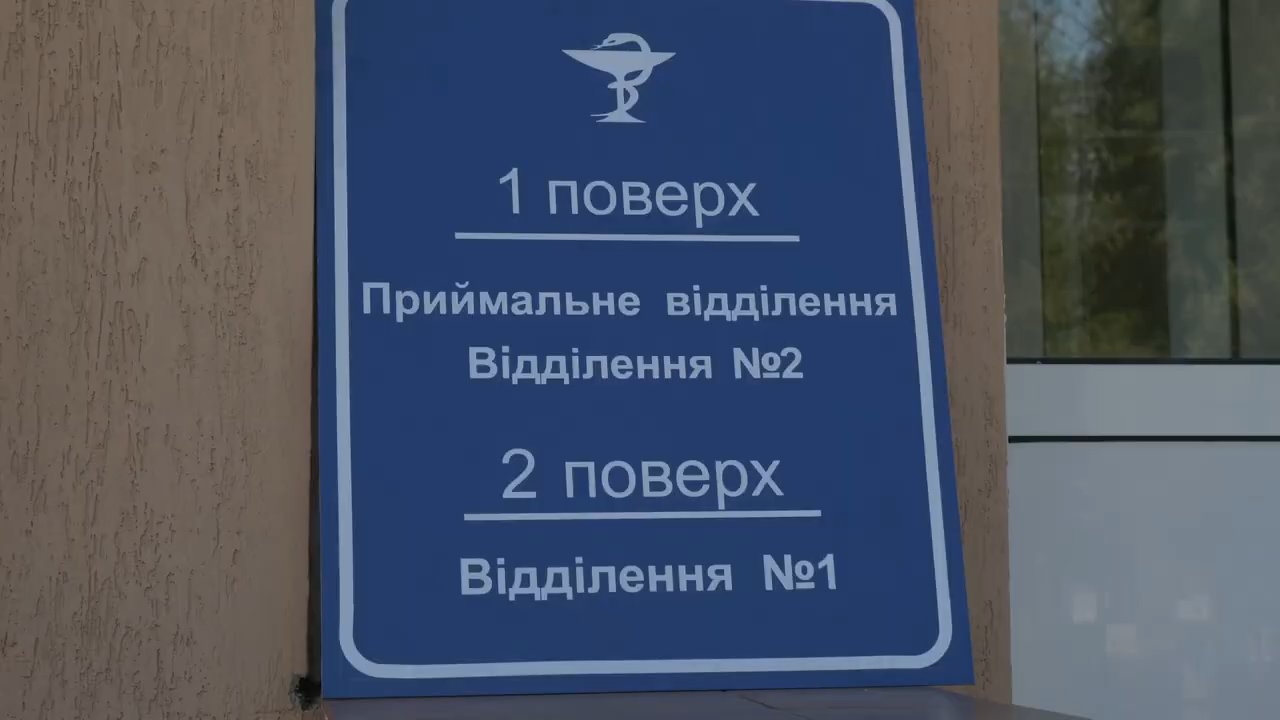 1 поверх
Приймальне відділення
Відділення №2
2 поверх
Відділення №1